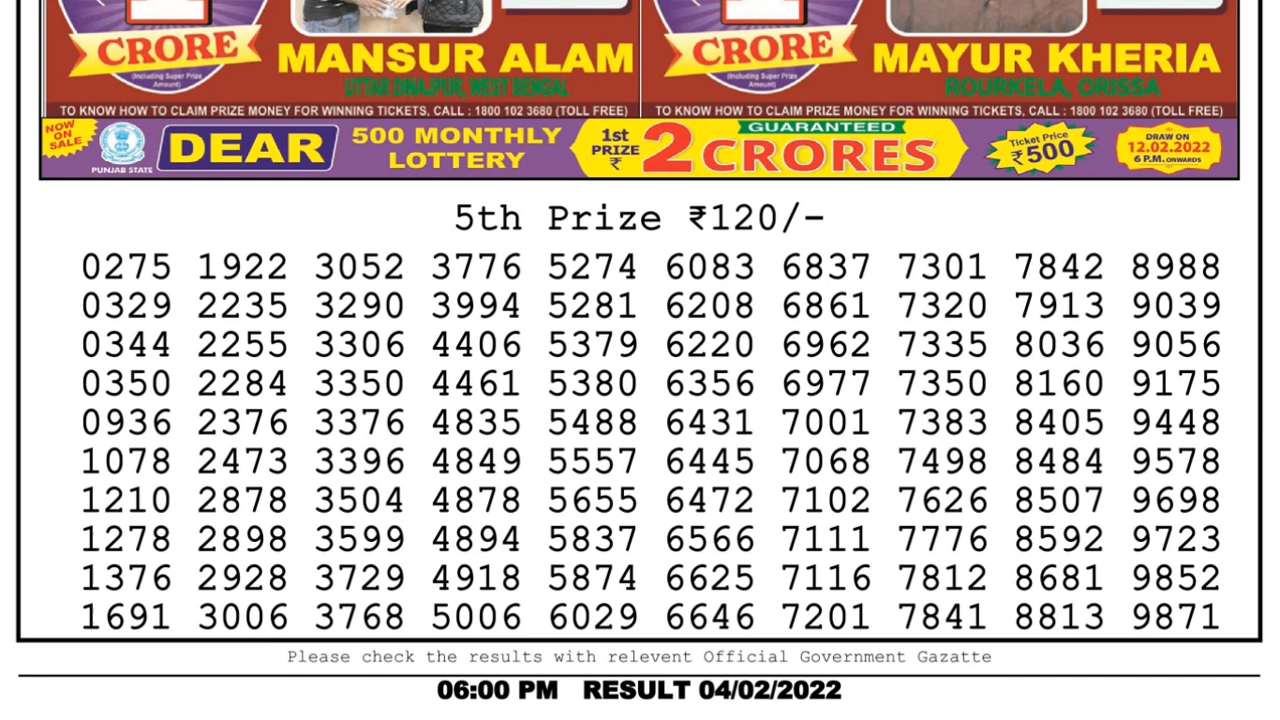 CRORE
(Including Super Prize
Amount)
MANSUR ALAM
UTTAR DINAJPUR, WEST BENGAL
TO KNOW HOW TO CLAIM PRIZE MONEY FOR WINNING TICKETS, CALL : 1800 102 3680 (TOLL FREE)
CRORE
(Including Super Prize
Amount)
MAYUR KHERIA
ROURKELA, ORISSA
TO KNOW HOW TO CLAIM PRIZE MONEY FOR WINNING TICKETS, CALL : 1800 102 3680 (TOLL FREE)
NOW
ON
SALE
PUNJAB STATE
DEAR
500 MONTHLY
LOTTERY
1st
PRIZE
₹
GUARANTEED
2 CRORES
Ticket Price
₹500
DRAW ON
12.02.2022
6 P.M. ONWARDS
5th Prize ₹120/-
0275 1922 3052 3776 5274 6083 6837 7301 7842 8988
0329 2235 3290 3994 5281 6208 6861 7320 7913 9039
0344 2255 3306 4406 5379 6220 6962 7335 8036 9056
0350 2284 3350 4461 5380 6356 6977 7350 8160 9175
0936 2376 3376 4835 5488 6431 7001 7383 8405 9448
1078 2473 3396 4849 5557 6445 7068 7498 8484 9578
1210 2878 3504 4878 5655 6472 7102 7626 8507 9698
1278 2898 3599 4894 5837 6566 7111 7776 8592 9723
1376 2928 3729 4918 5874 6625 7116 7812 8681 9852
1691 3006 3768 5006 6029 6646 7201 7841 8813 9871
Please check the results with relevent Official Government Gazatte
06:00 PM RESULT 04/02/2022